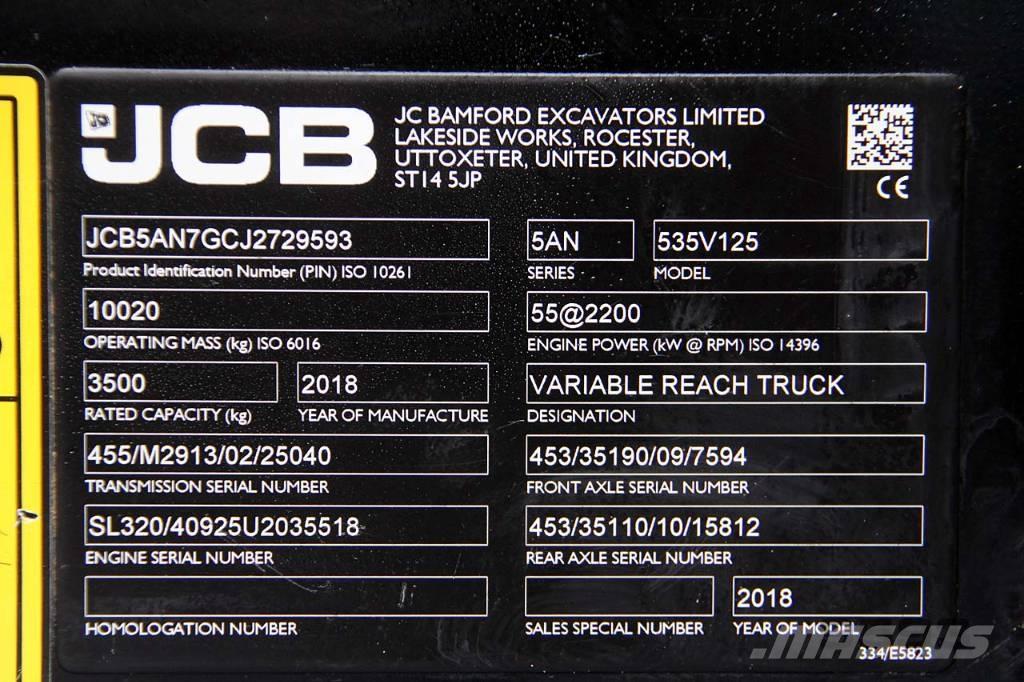 JCB
JC BAMFORD EXCAVATORS LIMITED
LAKESIDE WORKS, ROCESTER,
UTTOXETER, UNITED KINGDOM,
ST14 5JP
CE
JCB5AN7GCJ2729593
Product Identification Number (PIN) ISO 10261
5AN
SERIES
535V125
MODEL
10020
OPERATING MASS (kg) ISO 6016
55@2200
ENGINE POWER (kW @ RPM) ISO 14396
3500
RATED CAPACITY (kg)
2018
YEAR OF MANUFACTURE
VARIABLE REACH TRUCK
DESIGNATION
455/M2913/02/25040
TRANSMISSION SERIAL NUMBER
453/35190/09/7594
FRONT AXLE SERIAL NUMBER
SL320/40925U2035518
ENGINE SERIAL NUMBER
453/35110/10/15812
REAR AXLE SERIAL NUMBER
HOMOLOGATION NUMBER
SALES SPECIAL NUMBER
2018
YEAR OF MODEL
334/E5823
MASCUS